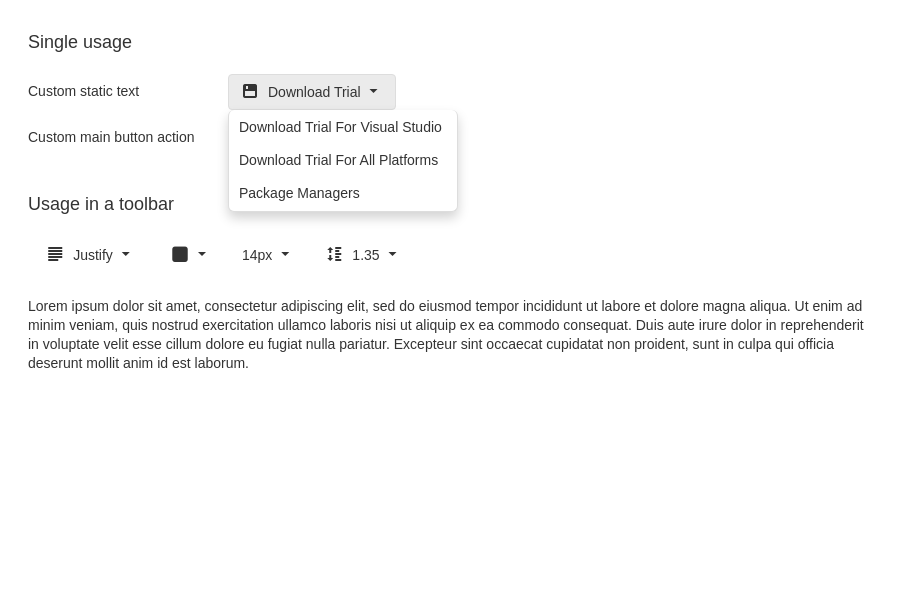 Single usage
Custom static text
Download Trial
Download Trial For Visual Studio
Custom main button action
Download Trial For All Platforms
Package Managers
Usage in a toolbar
Justify 14px 1.35
Lorem ipsum dolor sit amet, consectetur adipiscing elit, sed do eiusmod tempor incididunt ut labore et dolore magna aliqua. Ut enim ad
minim veniam, quis nostrud exercitation ullamco laboris nisi ut aliquip ex ea commodo consequat. Duis aute irure dolor in reprehenderit
in voluptate velit esse cillum dolore eu fugiat nulla pariatur. Excepteur sint occaecat cupidatat non proident, sunt in culpa qui officia
deserunt mollit anim id est laborum.